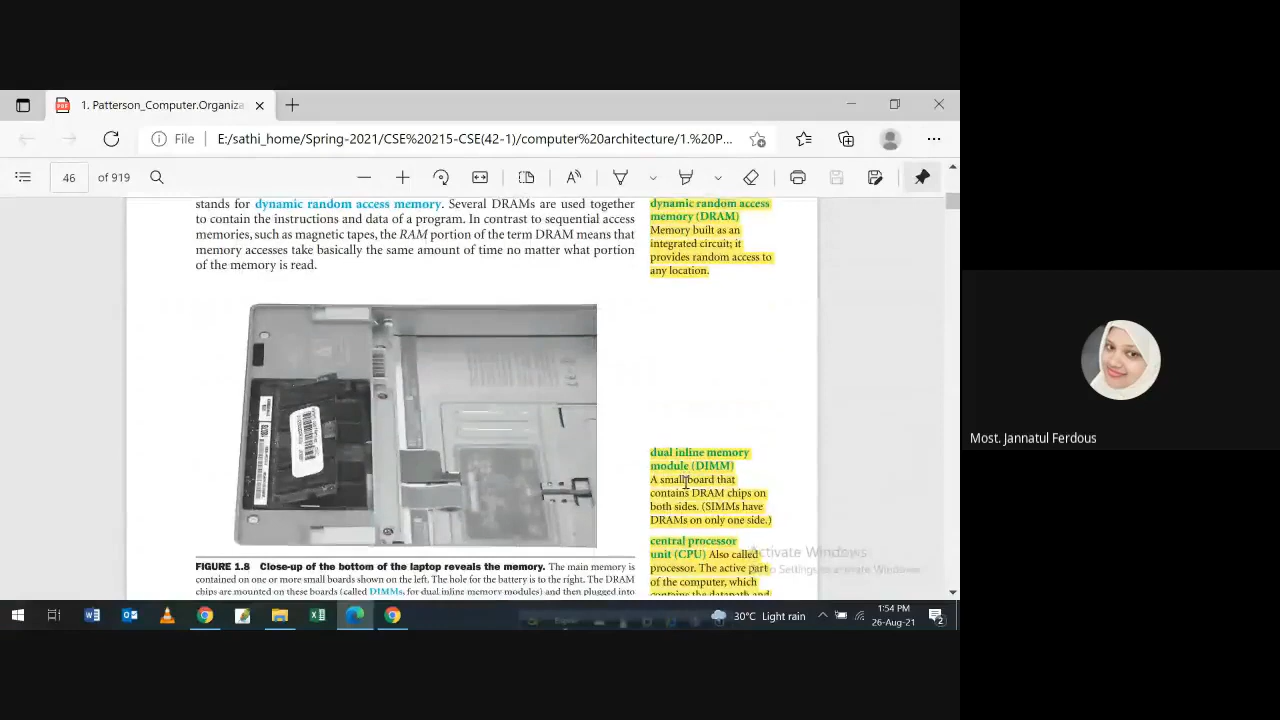 1. Patterson_Computer.Organiza
File
E:/sathi_home/Spring-2021/CSE%20215-CSE(42-1)/computer%20architecture/1.%20P...
46
of 919
stands for dynamic random access memory. Several DRAMs are used together
to contain the instructions and data of a program. In contrast to sequential access
memories, such as magnetic tapes, the RAM portion of the term DRAM means that
memory accesses take basically the same amount of time no matter what portion
of the memory is read.
dynamic random access
memory (DRAM)
Memory built as an
integrated circuit; it
provides random access to
any location.
dual inline memory
module (DIMM)
A small board that
contains DRAM chips on
both sides. (SIMMs have
DRAMs on only one side.)
central processor
unit (CPU) Also called
processor. The active part
of the computer, which
contains the datapath and
FIGURE 1.8 Close-up of the bottom of the laptop reveals the memory. The main memory is
contained on one or more small boards shown on the left. The hole for the battery is to the right. The DRAM
chips are mounted on these boards (called DIMMs, for dual inline memory modules) and then plugged into
Activate Windows
to Settings to activate Windows.
30°C Light rain
1:54 PM
26-Aug-21
2
Most. Jannatul Ferdous